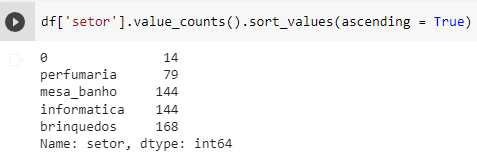 df['setor'].value_counts().sort_values(ascending = True)
0 14
perfumaria 79
mesa_banho 144
informatica 144
brinquedos 168
Name: setor, dtype: int64